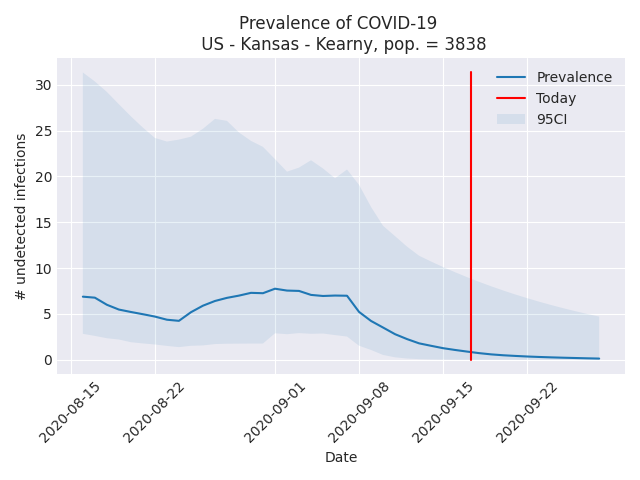 Prevalence of COVID-19
US - Kansas - Kearny, pop. = 3838
Prevalence
Today
95CI
# undetected infections
30
25
20
15
10
5
0
2020-08-15
2020-08-22
2020-09-01
2020-09-08
2020-09-15
2020-09-22
Date